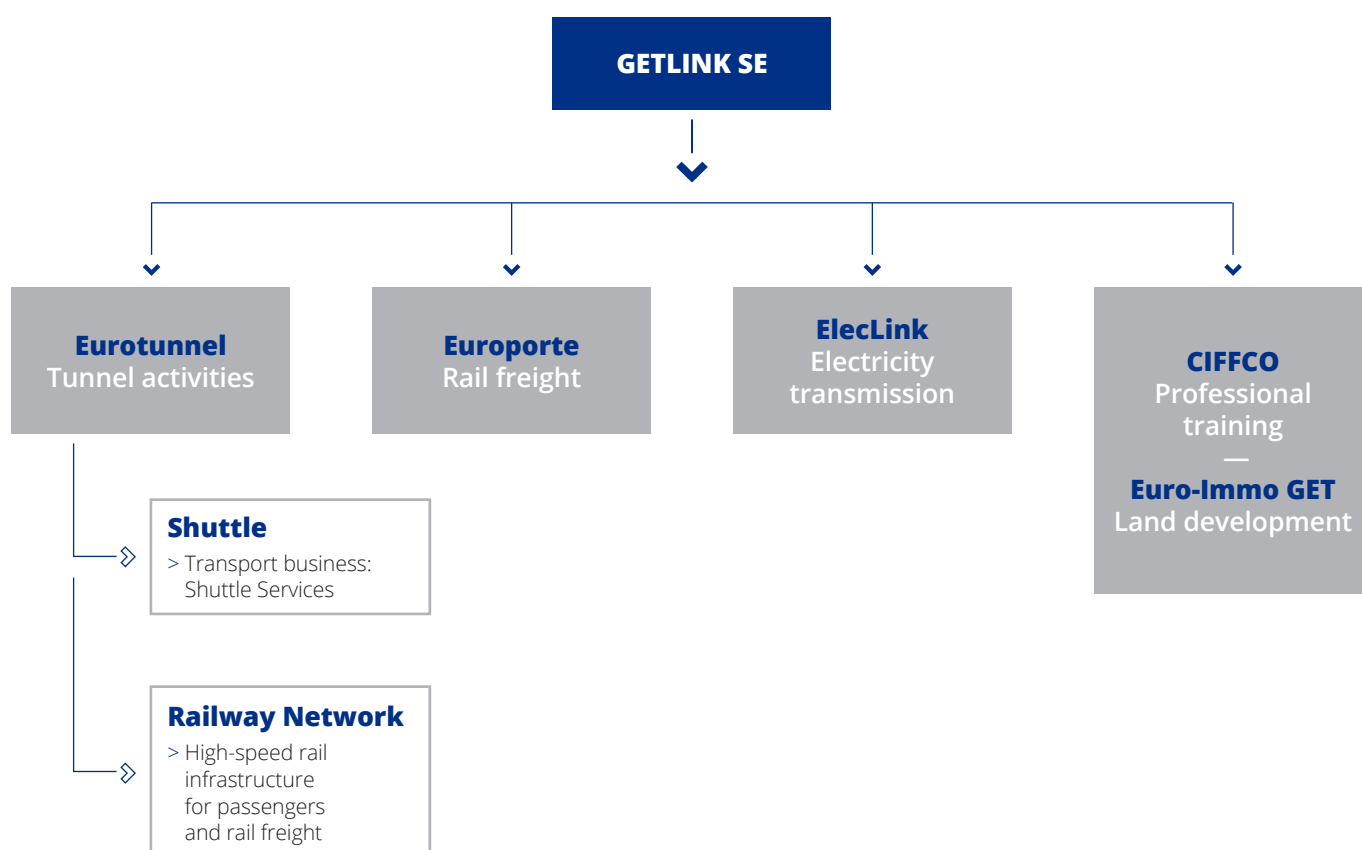 GETLINK SE
Eurotunnel
Tunnel activities
Europorte
Rail freight
ElecLink
Electricity
transmission
CIFFCO
Professional
training
—
Euro-Immo GET
Land development
Shuttle
> Transport business:
Shuttle Services
Railway Network
> High-speed rail
infrastructure
for passengers
and rail freight